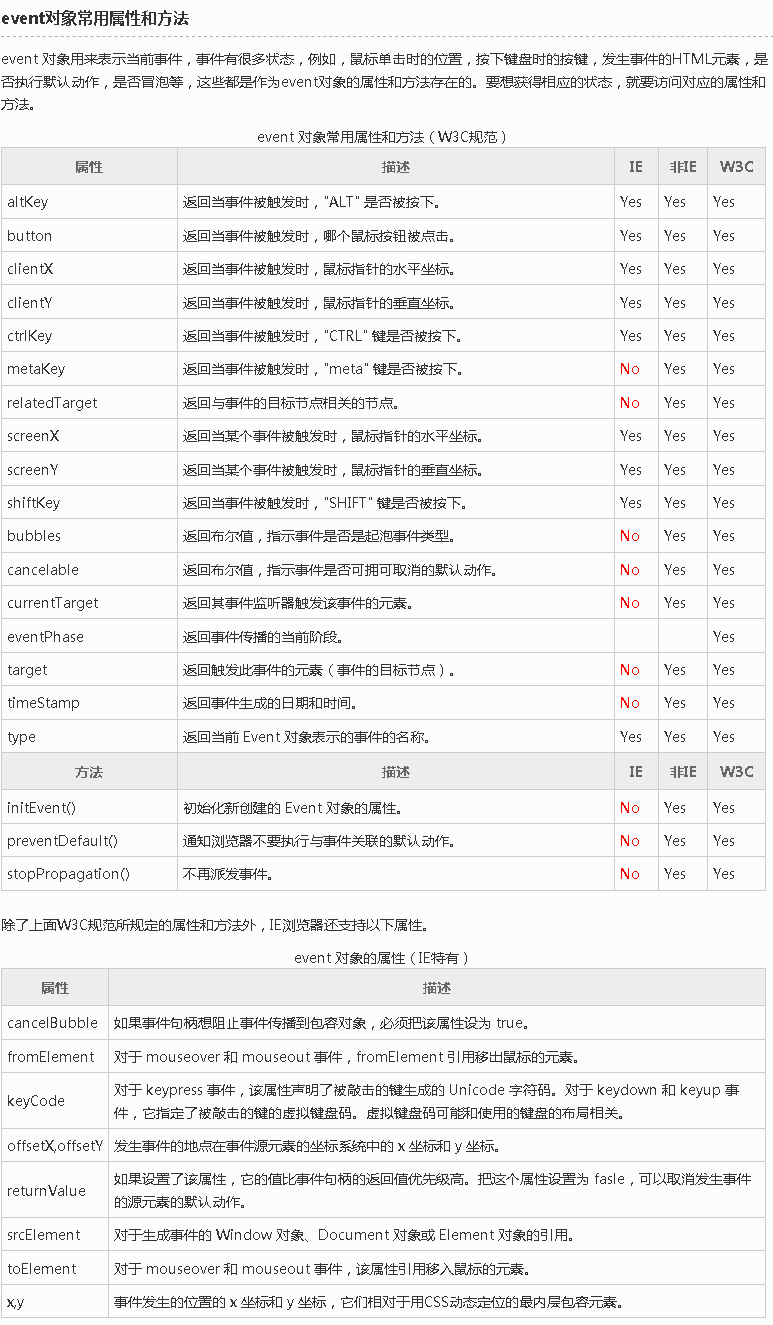 event对象常用属性和方法
event 对象用来表示当前事件，事件有很多状态，例如，鼠标单击时的位置，按下键盘时的按键，发生事件的HTML元素，是
否执行默认动作，是否冒泡等，这些都是作为event对象的属性和方法存在的。要想获得相应的状态，就要访问对应的属性和
方法。
event 对象常用属性和方法（W3C规范）
属性 描述 IE 非IE W3C
altKey 返回当事件被触发时，"ALT" 是否被按下。 Yes Yes Yes
button 返回当事件被触发时，哪个鼠标按钮被点击。 Yes Yes Yes
clientX 返回当事件被触发时，鼠标指针的水平坐标。 Yes Yes Yes
clientY 返回当事件被触发时，鼠标指针的垂直坐标。 Yes Yes Yes
ctrlKey 返回当事件被触发时，"CTRL" 键是否被按下。 Yes Yes Yes
metaKey 返回当事件被触发时，"meta" 键是否被按下。 No Yes Yes
relatedTarget 返回与事件的目标节点相关的节点。 No Yes Yes
screenX 返回当某个事件被触发时，鼠标指针的水平坐标。 Yes Yes Yes
screenY 返回当某个事件被触发时，鼠标指针的垂直坐标。 Yes Yes Yes
shiftKey 返回当事件被触发时，"SHIFT" 键是否被按下。 Yes Yes Yes
bubbles 返回布尔值，指示事件是否是起泡事件类型。 No Yes Yes
cancelable 返回布尔值，指示事件是否可拥可取消的默认动作。 No Yes Yes
currentTarget 返回其事件监听器触发该事件的元素。 No Yes Yes
eventPhase 返回事件传播的当前阶段。 Yes
target 返回触发此事件的元素（事件的目标节点）。 No Yes Yes
timeStamp 返回事件生成的日期和时间。 No Yes Yes
type 返回当前 Event 对象表示的事件的名称。 Yes Yes Yes
方法 描述 IE 非IE W3C
initEvent() 初始化新创建的 Event 对象的属性。 No Yes Yes
preventDefault() 通知浏览器不要执行与事件关联的默认动作。 No Yes Yes
stopPropagation() 不再派发事件。 No Yes Yes
除了上面W3C规范所规定的属性和方法外，IE浏览器还支持以下属性。
event 对象的属性（IE特有）
属性 描述
cancelBubble 如果事件句柄想阻止事件传播到包容对象，必须把该属性设为 true。
fromElement 对于 mouseover 和 mouseout 事件，fromElement 引用移出鼠标的元素。
keyCode 对于 keypress 事件，该属性声明了被敲击的键生成的 Unicode 字符码。对于 keydown 和 keyup 事
件，它指定了被敲击的键的虚拟键盘码。虚拟键盘码可能和使用的键盘的布局相关。
offsetX,offsetY 发生事件的地点在事件源元素的坐标系统中的 x 坐标和 y 坐标。
returnValue 如果设置了该属性，它的值比事件句柄的返回值优先级高。把这个属性设置为 fasle，可以取消发生事件
的源元素的默认动作。
srcElement 对于生成事件的 Window 对象、Document 对象或 Element 对象的引用。
toElement 对于 mouseover 和 mouseout 事件，该属性引用移入鼠标的元素。
x,y 事件发生的位置的 x 坐标和 y 坐标，它们相对于用CSS动态定位的最内层包容元素。